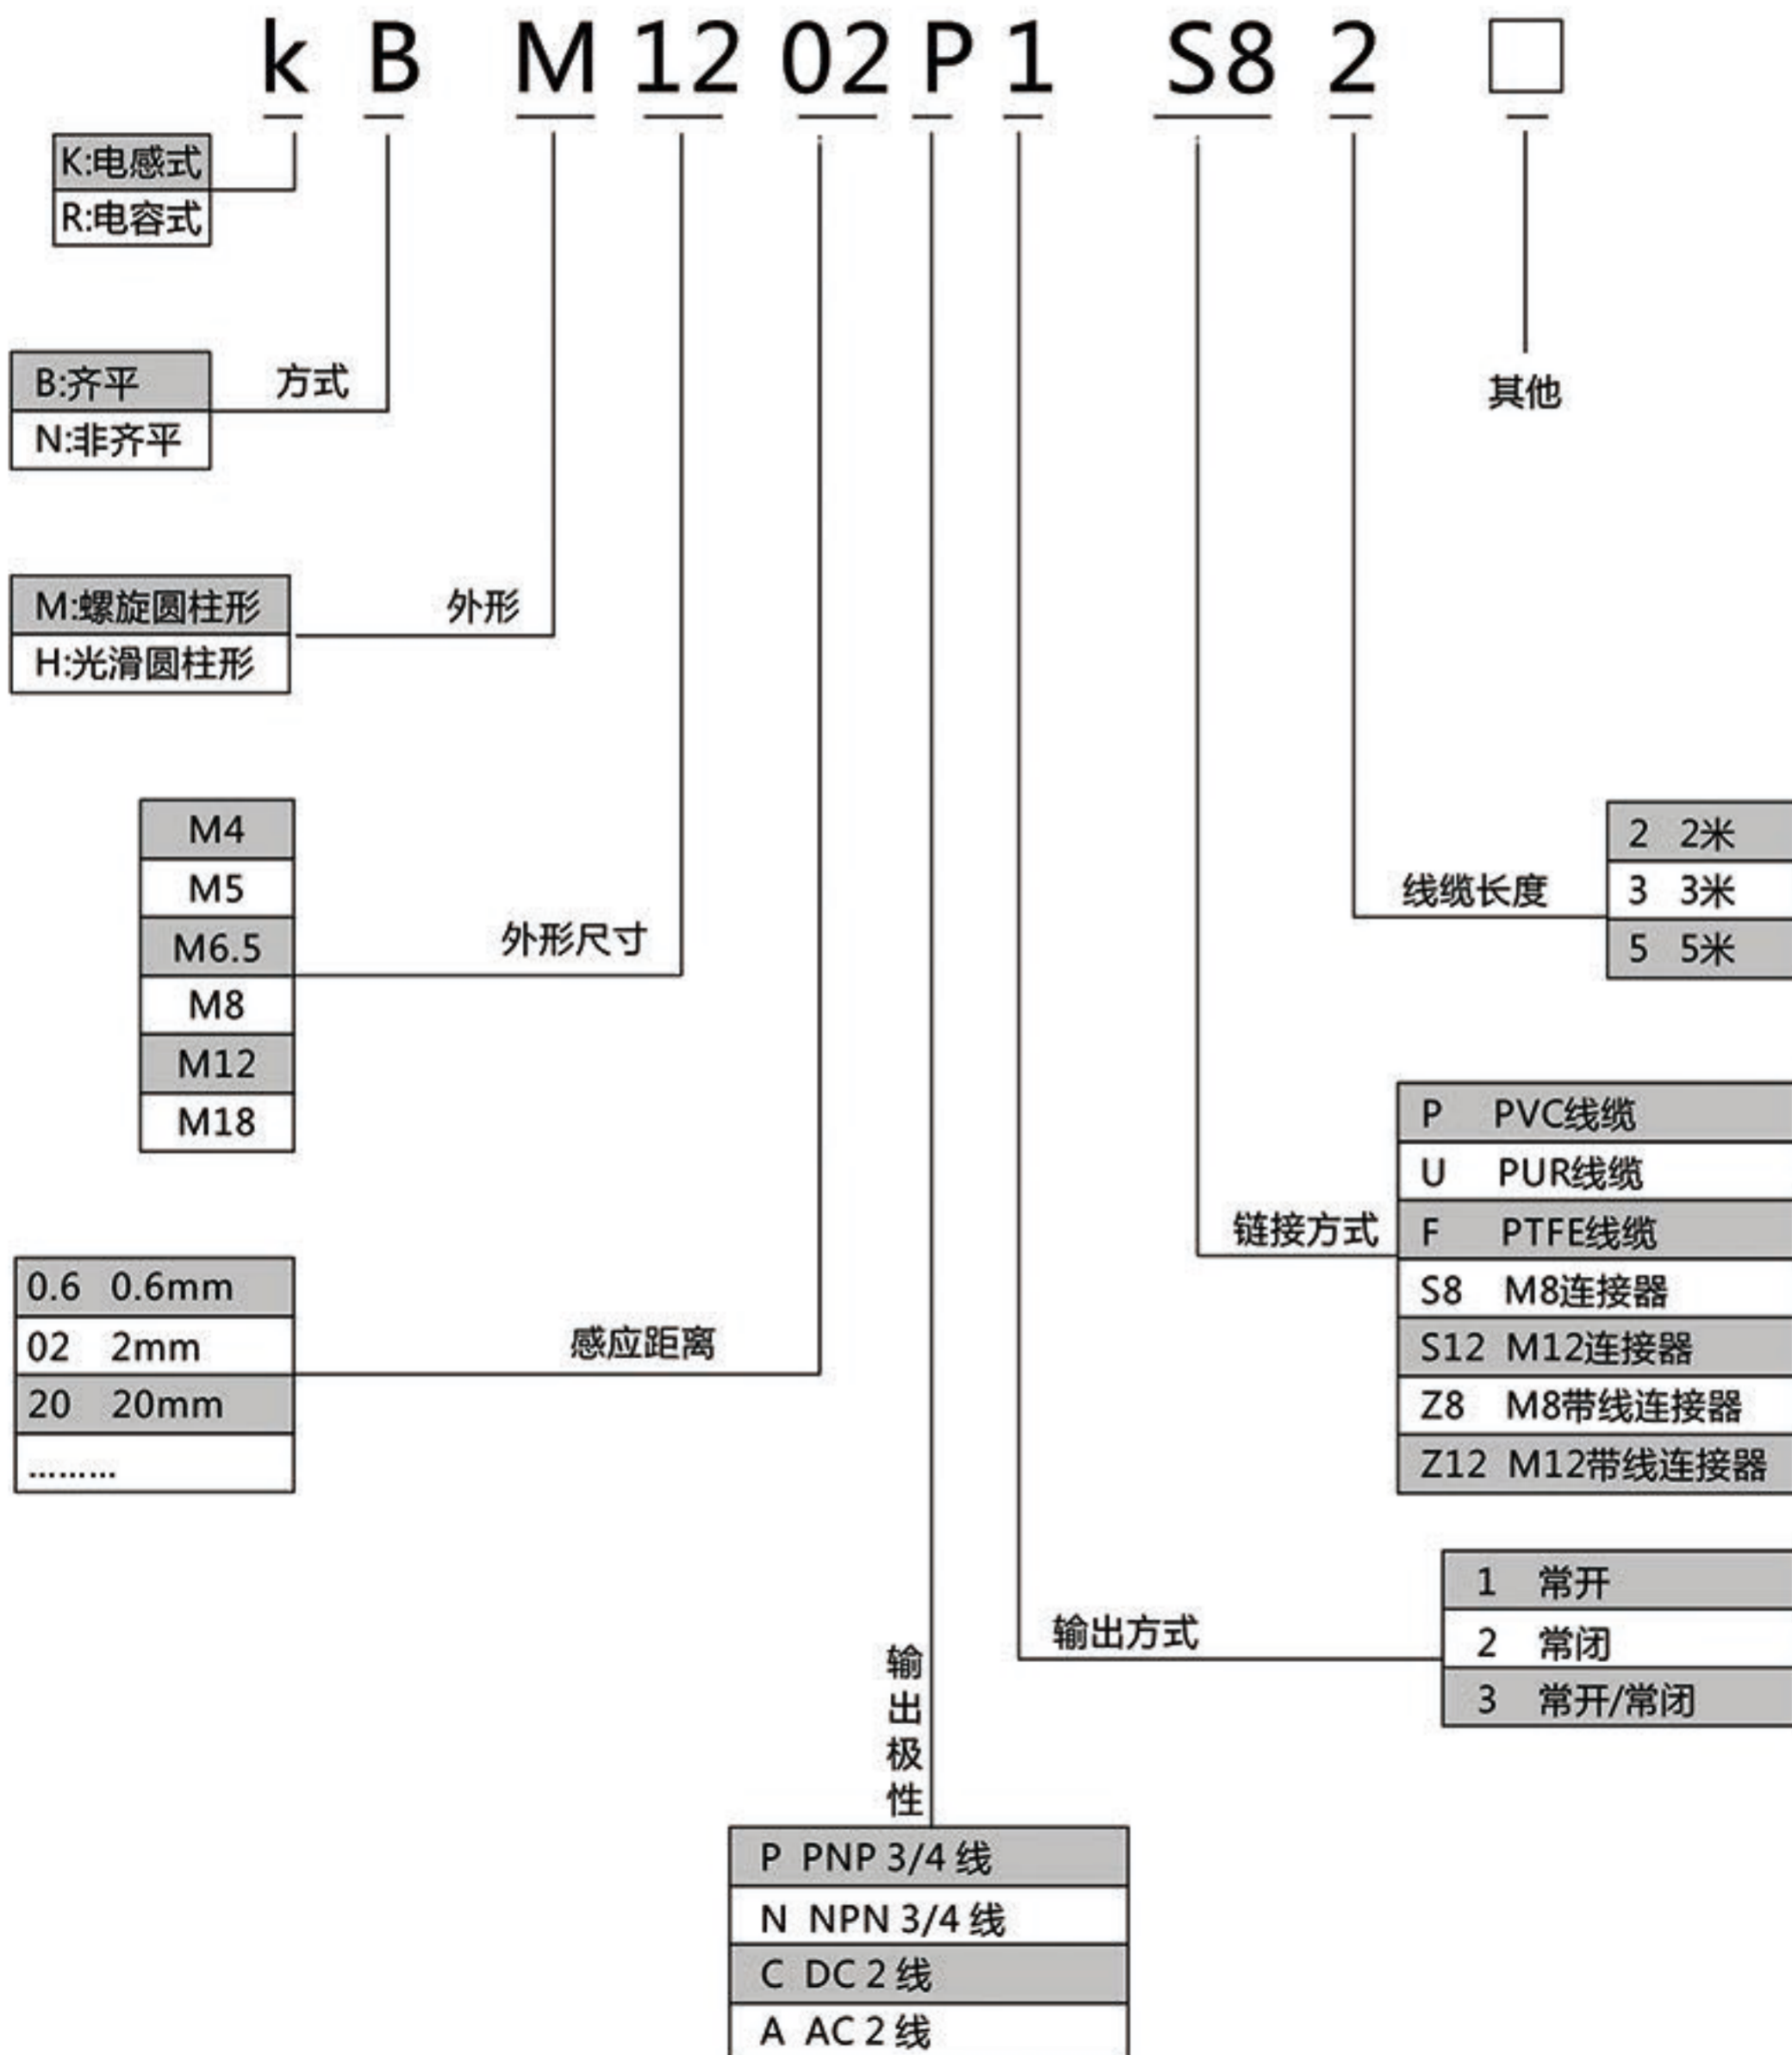 k B M 12 02 P 1 S8 2
K:电感式
R:电容式
B:齐平
N:非齐平
方式
其他
M:螺旋圆柱形
H:光滑圆柱形
外形
M4
M5
M6.5
M8
M12
M18
外形尺寸
2 2米
3 3米
5 5米
线缆长度
P PVC线缆
U PUR线缆
F PTFE线缆
S8 M8连接器
S12 M12连接器
Z8 M8带线连接器
Z12 M12带线连接器
链接方式
0.6 0.6mm
02 2mm
20 20mm
.........
感应距离
1 常开
2 常闭
3 常开/常闭
输出方式
输出极性
P PNP 3/4 线
N NPN 3/4 线
C DC 2 线
A AC 2 线